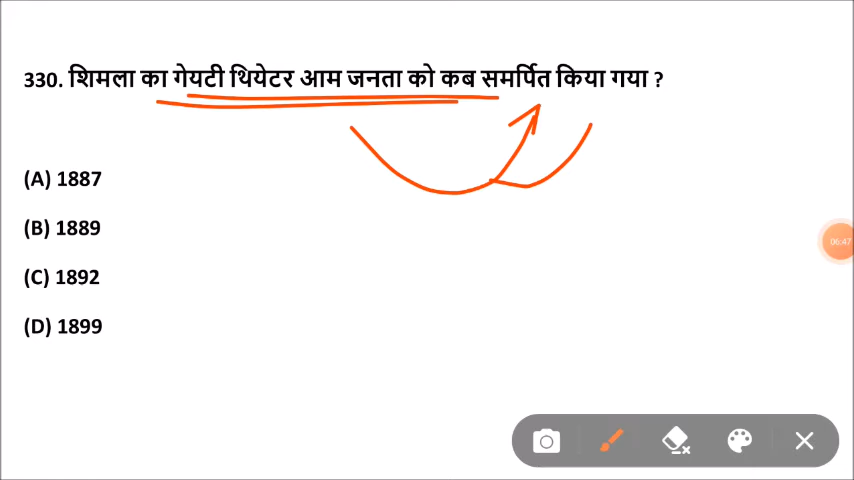 330. शिमला का गेयटी थियेटर आम जनता को कब समर्पित किया गया ?
(A) 1887
(B) 1889
(C) 1892
(D) 1899
06:47